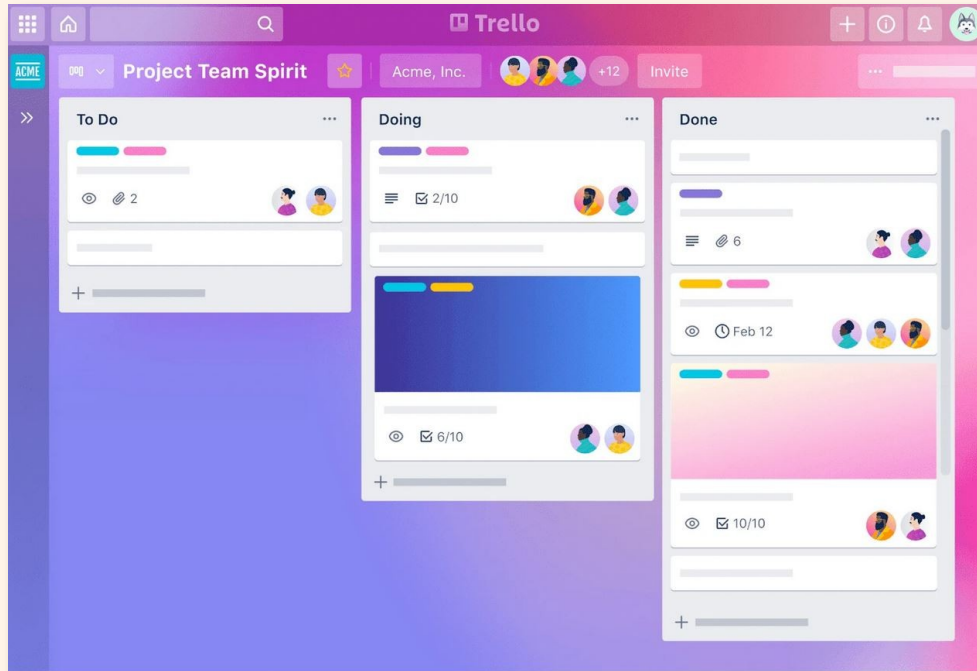 Trello
ACME
Project Team Spirit
Acme, Inc.
+12
Invite
To Do
2
Doing
2/10
6/10
Done
6
Feb 12
10/10